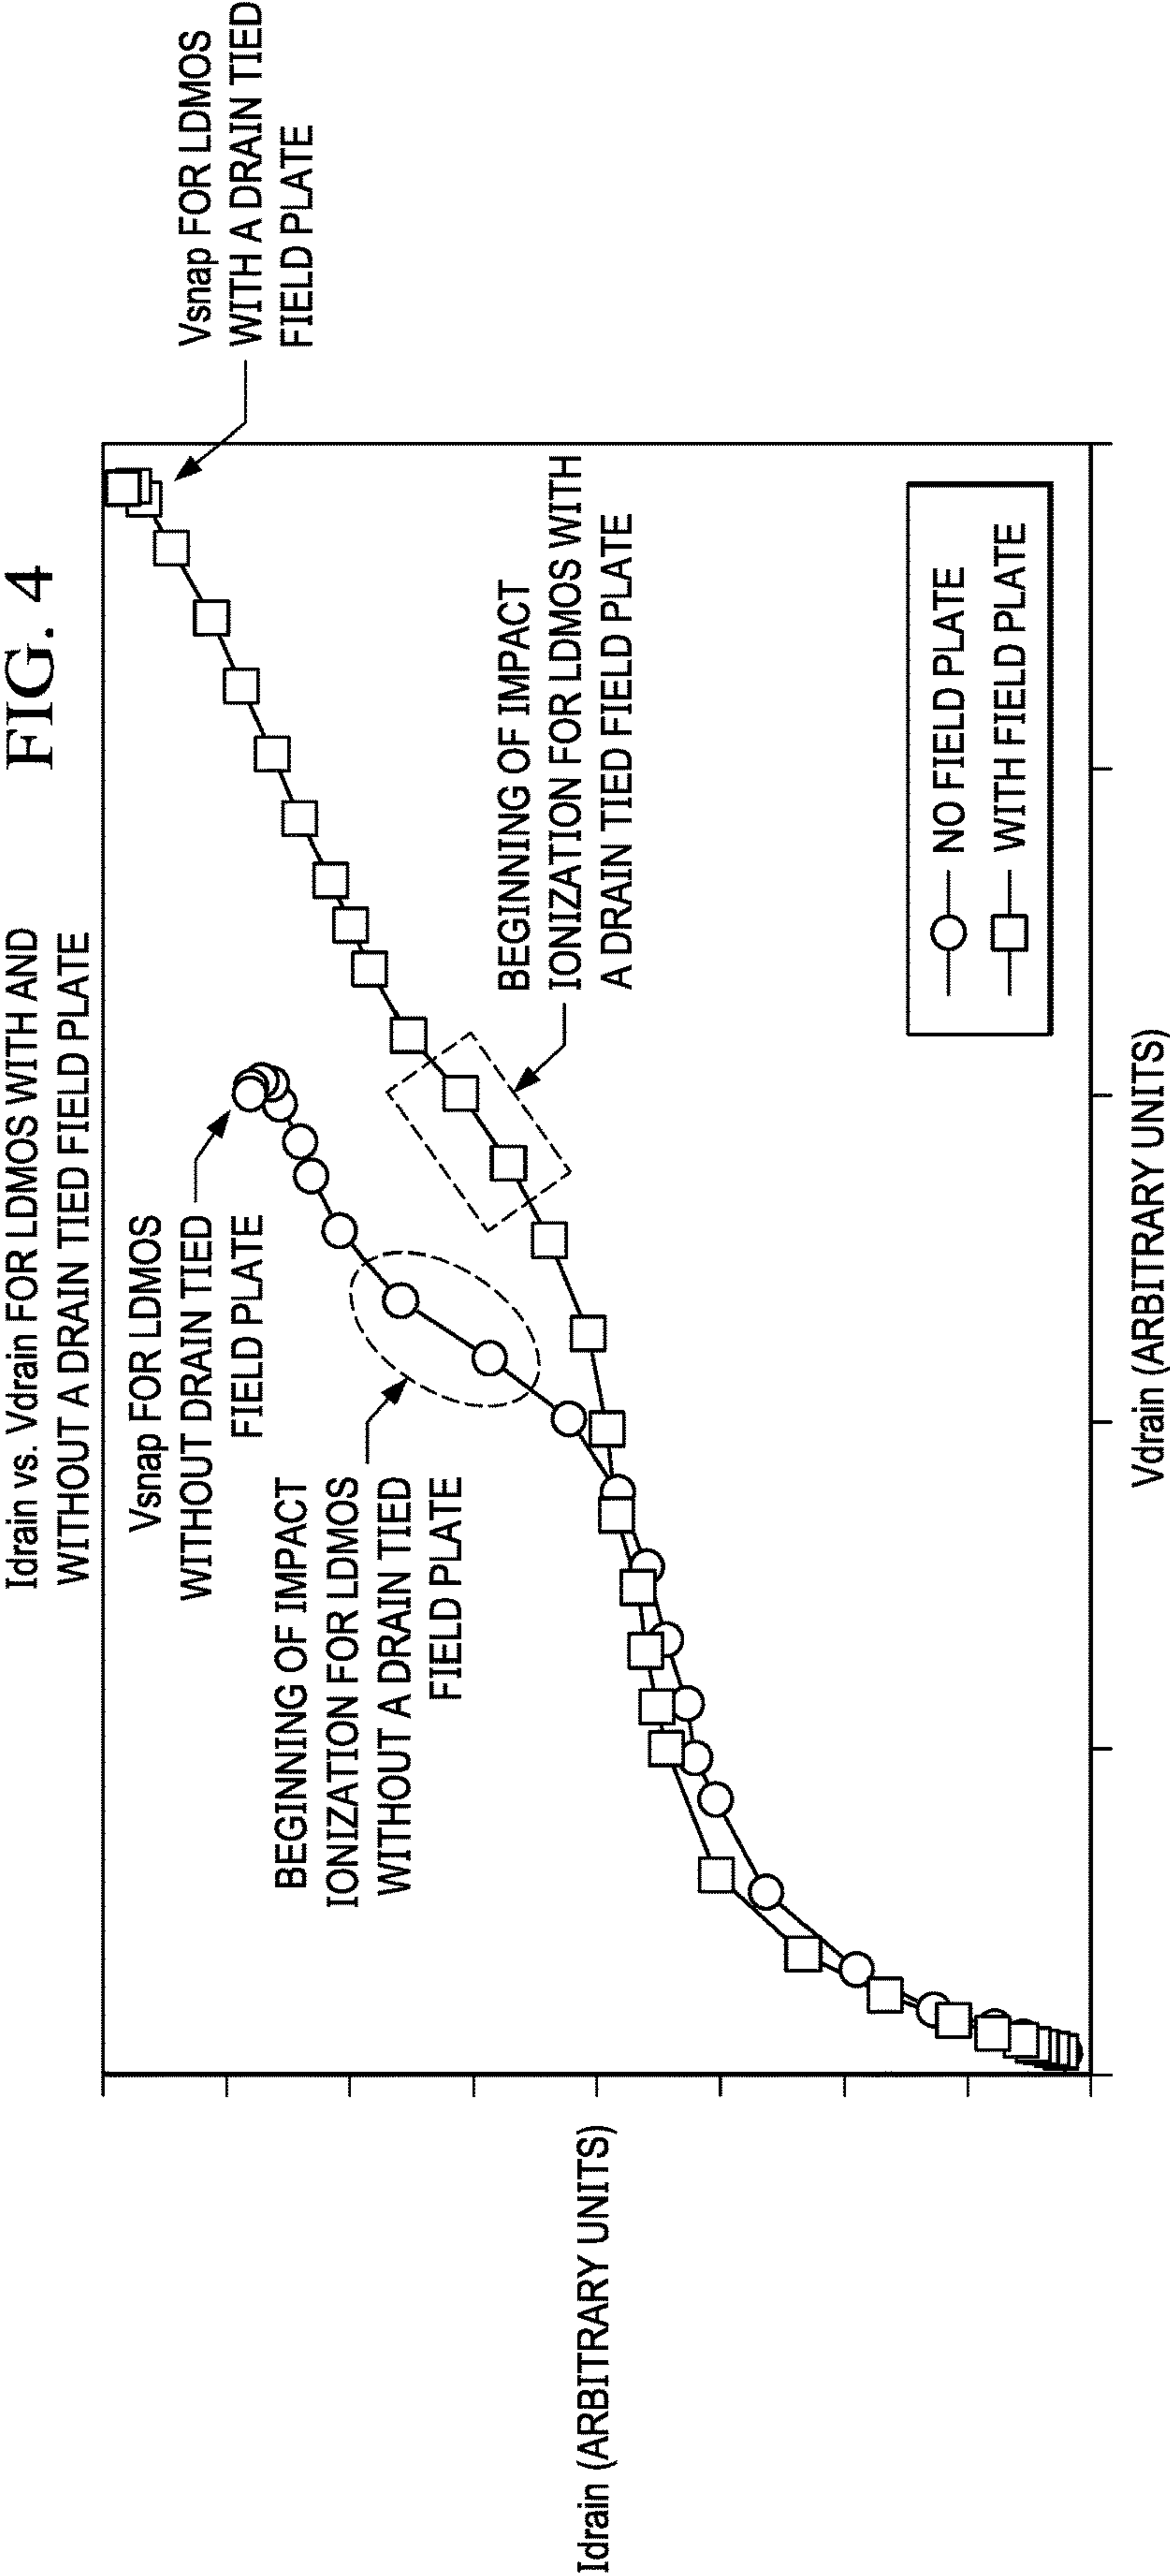 FIG. 4
Idrain vs. Vdrain FOR LDMOS WITH AND
WITHOUT A DRAIN TIED FIELD PLATE
Vsnap FOR LDMOS
WITH A DRAIN TIED
FIELD PLATE
Vsnap FOR LDMOS
WITHOUT DRAIN TIED
FIELD PLATE
BEGINNING OF IMPACT
IONIZATION FOR LDMOS
WITHOUT A DRAIN TIED
FIELD PLATE
BEGINNING OF IMPACT
IONIZATION FOR LDMOS WITH
A DRAIN TIED FIELD PLATE
Idrain (ARBITRARY UNITS)
NO FIELD PLATE
WITH FIELD PLATE
Vdrain (ARBITRARY UNITS)